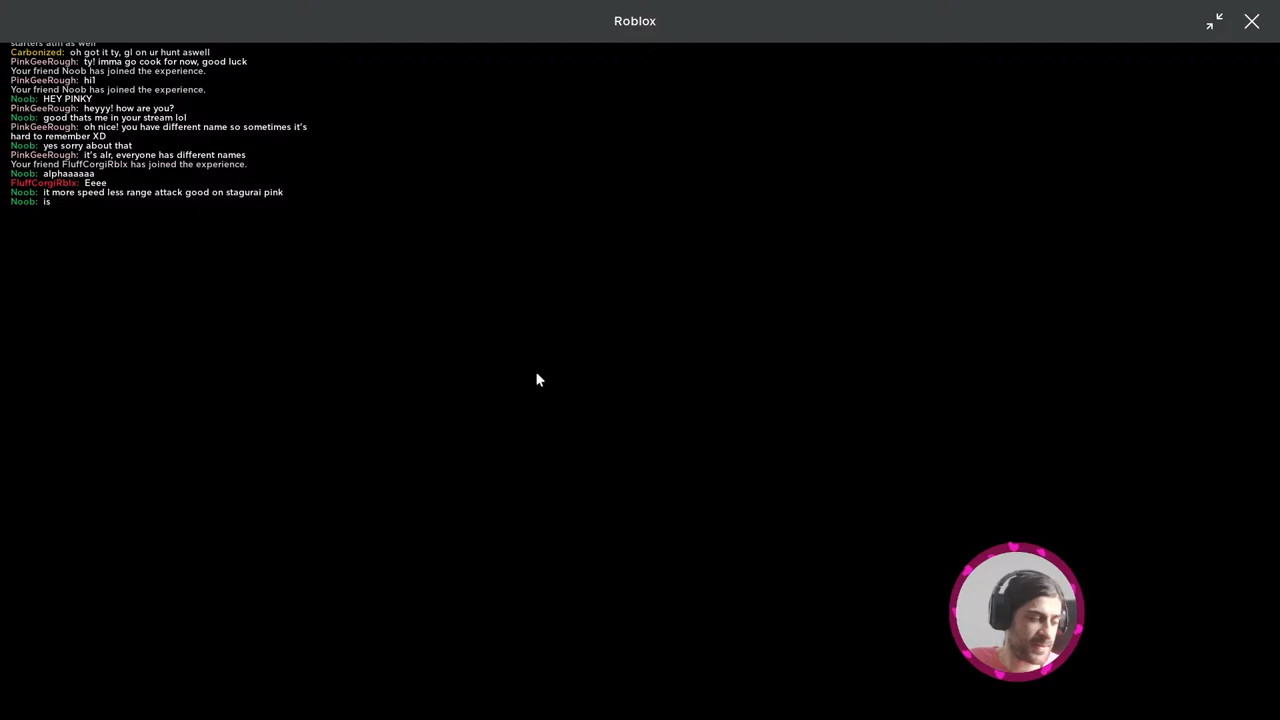 Roblox
starters atm as well
Carbonized: oh got it ty, gl on ur hunt aswell
PinkGeeRough: ty! imma go cook for now, good luck
Your friend Noob has joined the experience.
PinkGeeRough: hi1
Your friend Noob has joined the experience.
Noob: HEY PINKY
PinkGeeRough: heyyy! how are you?
Noob: good thats me in your stream lol
PinkGeeRough: oh nice! you have different name so sometimes it's
hard to remember XD
Noob: yes sorry about that
PinkGeeRough: it's alr, everyone has different names
Your friend FluffCorgiRblx has joined the experience.
Noob: alphaaaaaa
FluffCorgiRblx: Eeee
Noob: it more speed less range attack good on stagurai pink
Noob: is